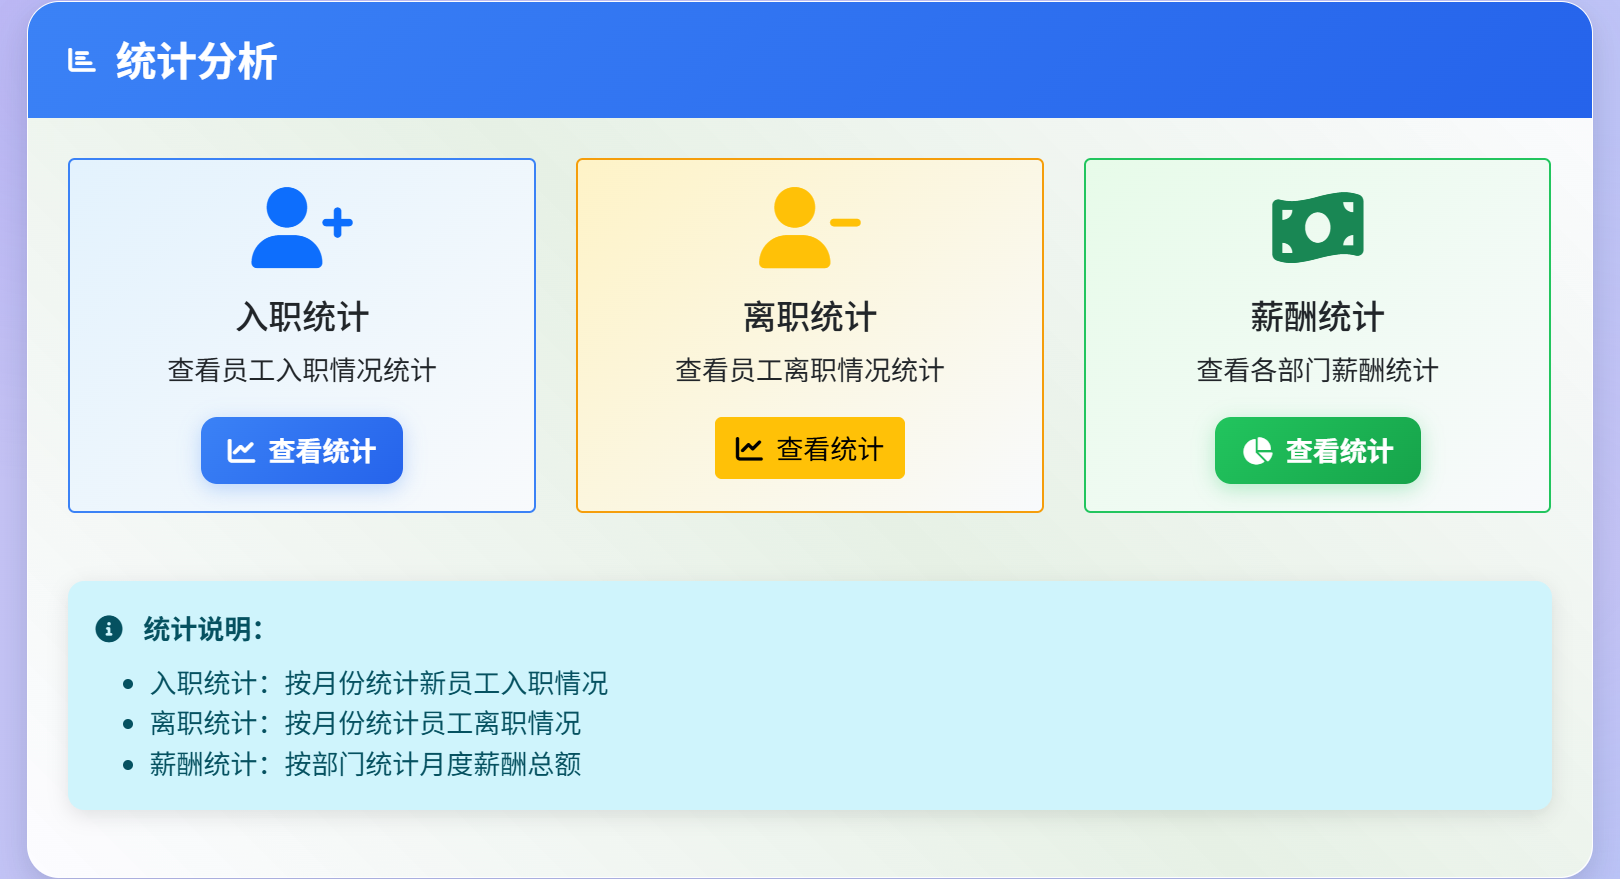 统计分析
入职统计
查看员工入职情况统计
查看统计
离职统计
查看员工离职情况统计
查看统计
薪酬统计
查看各部门薪酬统计
查看统计
统计说明：
入职统计：按月份统计新员工入职情况
离职统计：按月份统计员工离职情况
薪酬统计：按部门统计月度薪酬总额